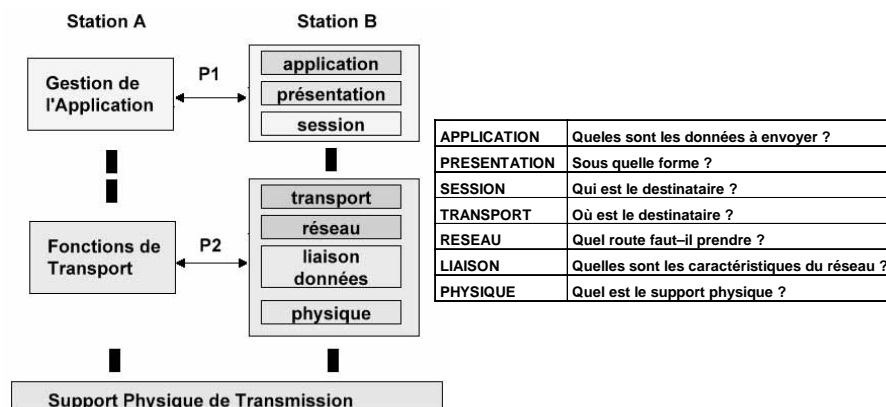 Station A
Station B
Gestion de
l'Application
P1
application
présentation
session
Fonctions de
Transport
P2
transport
réseau
liaison
données
physique
Support Physique de Transmission
APPLICATION Queles sont les données à envoyer ?
PRESENTATION Sous quelle forme ?
SESSION Qui est le destinataire ?
TRANSPORT Où est le destinataire ?
RESEAU Quel route faut–il prendre ?
LIAISON Quelles sont les caractéristiques du réseau ?
PHYSIQUE Quel est le support physique ?